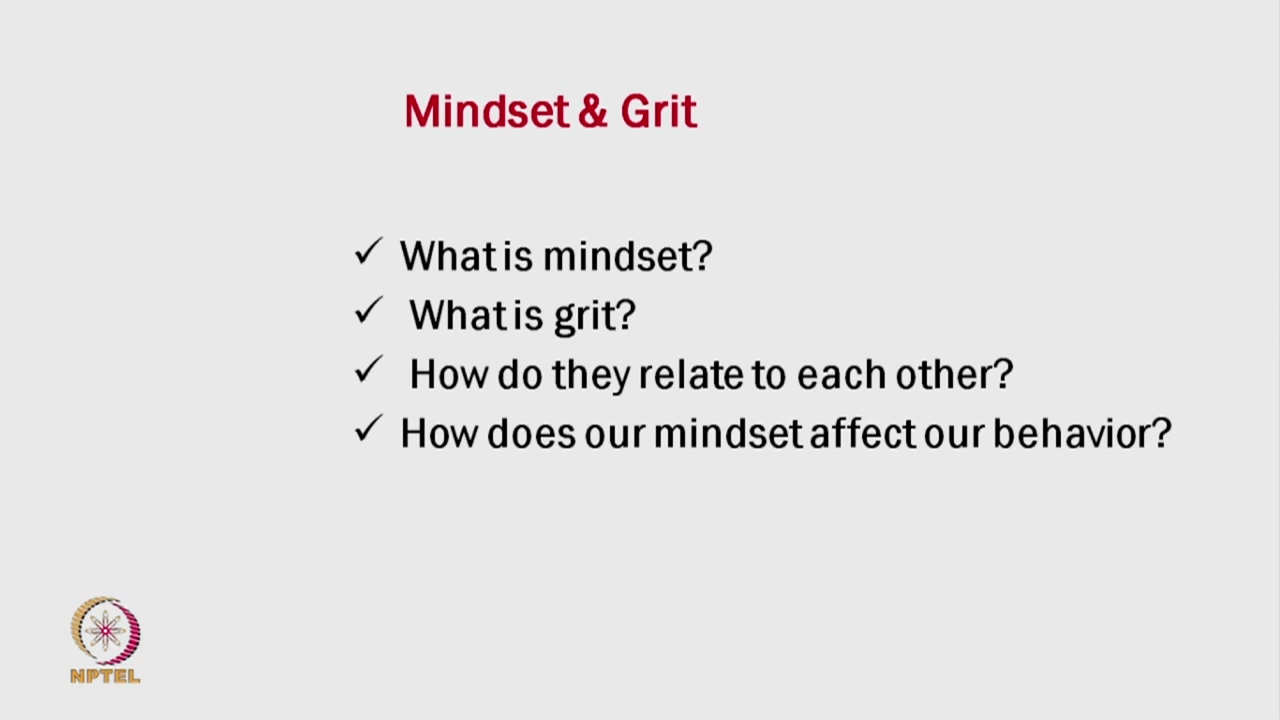 Mindset & Grit
✓ What is mindset?
✓ What is grit?
✓ How do they relate to each other?
✓ How does our mindset affect our behavior?
NPTEL